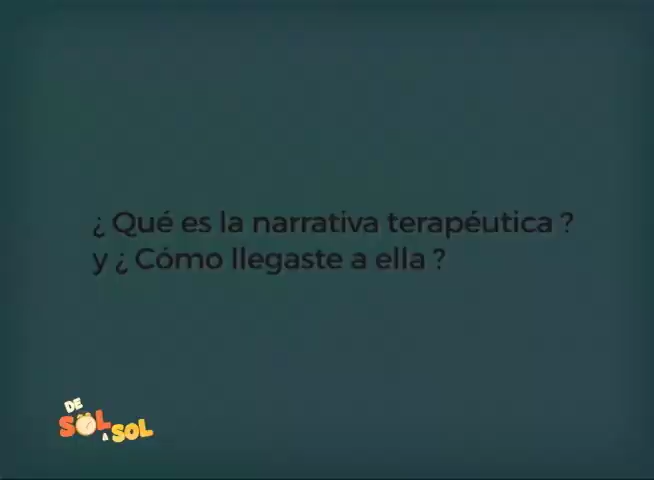 ¿ Qué es la narrativa terapéutica ?
y ¿ Cómo llegaste a ella ?
DE
SOL
A SOL